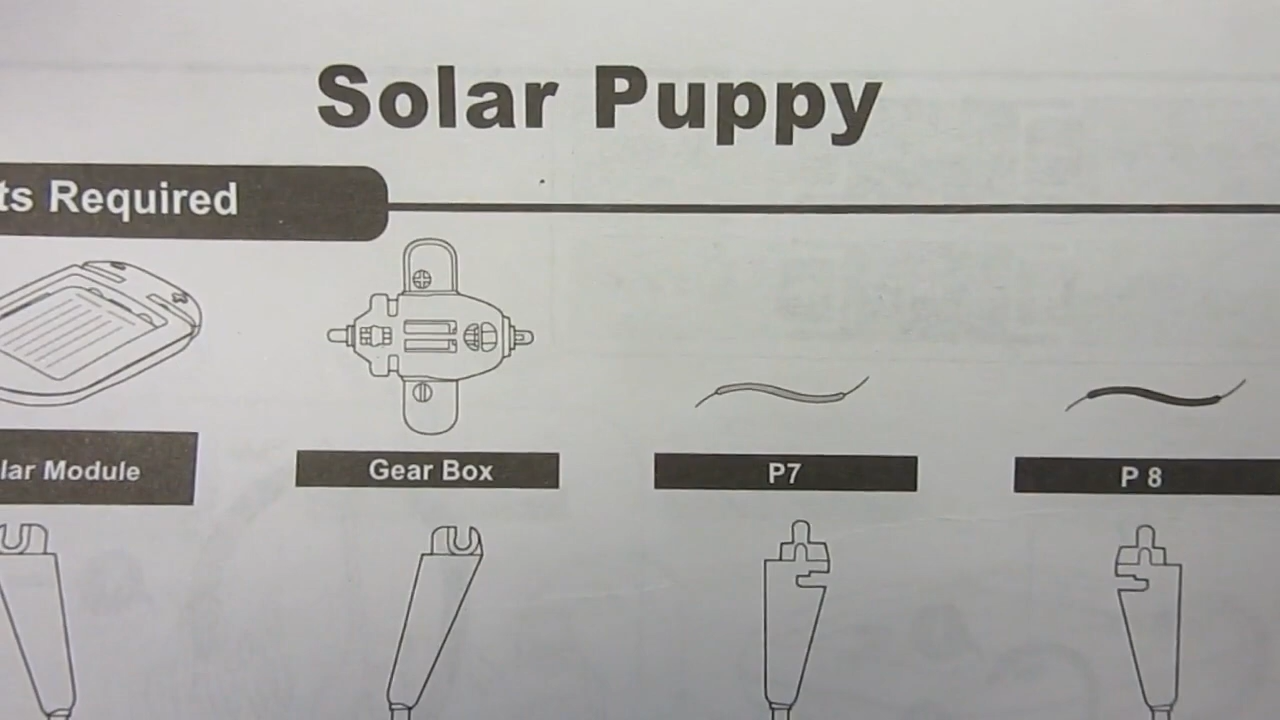 Solar Puppy
ts Required
lar Module
Gear Box
P7
P 8